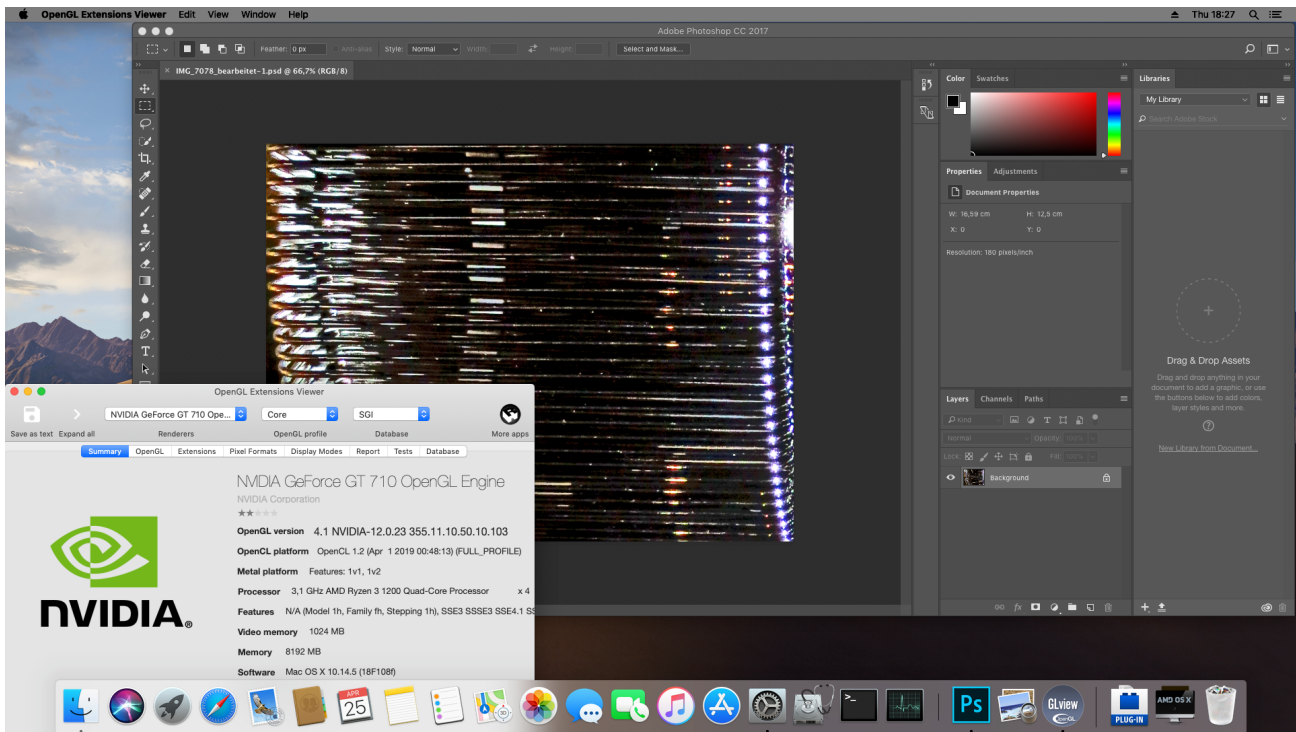 OpenGL Extensions Viewer Edit View Window Help Thu 18:27
Adobe Photoshop CC 2017
Feather: 0 px Anti-alias Style: Normal Width: Height: Select and Mask...
× IMG_7078_bearbeitet-1.psd @ 66,7% (RGB/8)
Color Swatches
Libraries
My Library
Search Adobe Stock
Properties Adjustments
Document Properties
W: 16,59 cm H: 12,5 cm
X: 0 Y: 0
Resolution: 180 pixels/inch
Drag & Drop Assets
Drag and drop anything in your
document to add a graphic, or use
the buttons below to add colors,
layer styles and more.
New Library from Document...
Layers Channels Paths
Kind
Normal Opacity: 100%
Lock: Fill: 100%
Background
fx
OpenGL Extensions Viewer
NVIDIA GeForce GT 710 Ope... Core SGI
Save as text Expand all Renderers OpenGL profile Database More apps
Summary OpenGL Extensions Pixel Formats Display Modes Report Tests Database
NVIDIA GeForce GT 710 OpenGL Engine
NVIDIA Corporation
OpenGL version 4.1 NVIDIA-12.0.23 355.11.10.50.10.103
OpenCL platform OpenCL 1.2 (Apr 1 2019 00:48:13) (FULL_PROFILE)
Metal platform Features: 1v1, 1v2
Processor 3,1 GHz AMD Ryzen 3 1200 Quad-Core Processor x 4
Features N/A (Model 1h, Family fh, Stepping 1h), SSE3 SSSE3 SSE4.1 SS
Video memory 1024 MB
Memory 8192 MB
Software Mac OS X 10.14.5 (18F108f)
NVIDIA®
APR
25
3D
Ps
GLview
OpenGL
PLUG-IN
AMD OS X